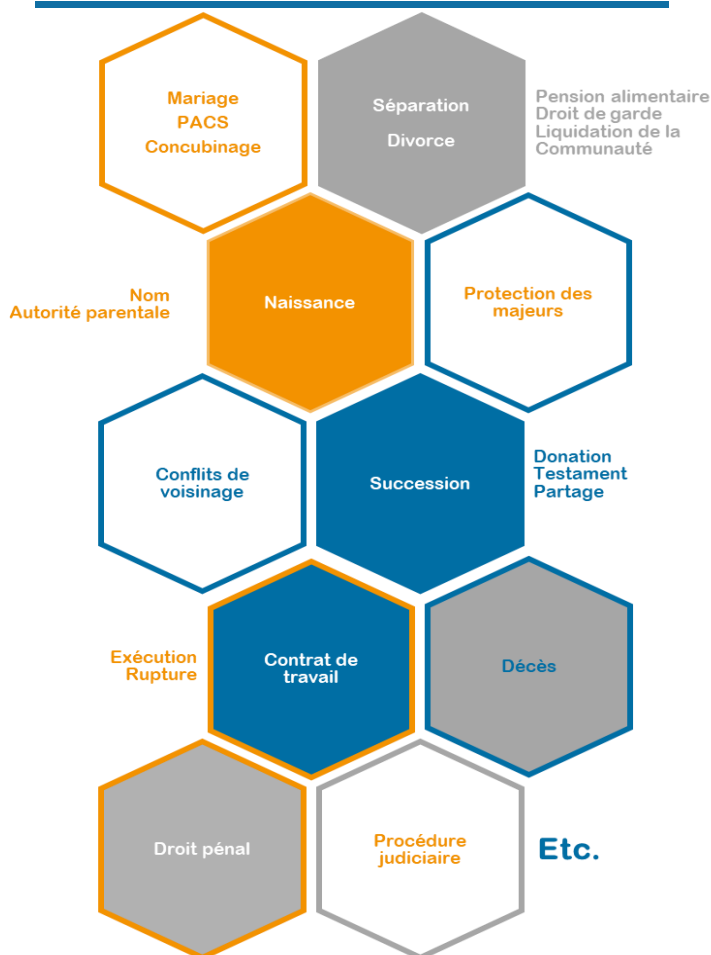 Mariage
PACS
Concubinage
Séparation
Divorce
Pension alimentaire
Droit de garde
Liquidation de la
Communauté
Nom
Autorité parentale
Naissance
Protection des
majeurs
Conflits de
voisinage
Succession
Donation
Testament
Partage
Exécution
Rupture
Contrat de
travail
Décès
Droit pénal
Procédure
judiciaire
Etc.